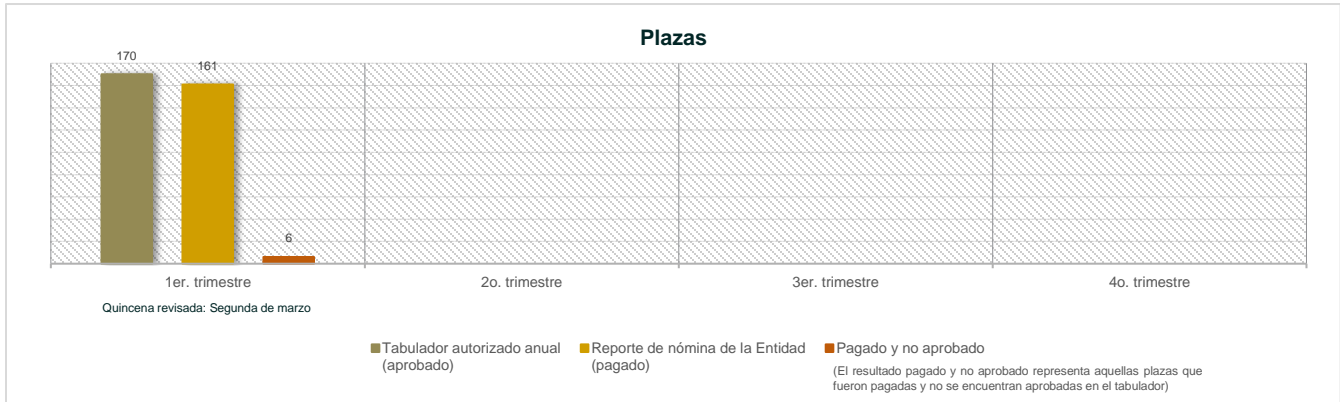 Plazas
170
161
6
1er. trimestre
2o. trimestre
3er. trimestre
4o. trimestre
Quincena revisada: Segunda de marzo
Tabulador autorizado anual
(aprobado)
Reporte de nómina de la Entidad
(pagado)
Pagado y no aprobado
(El resultado pagado y no aprobado representa aquellas plazas que
fueron pagadas y no se encuentran aprobadas en el tabulador)